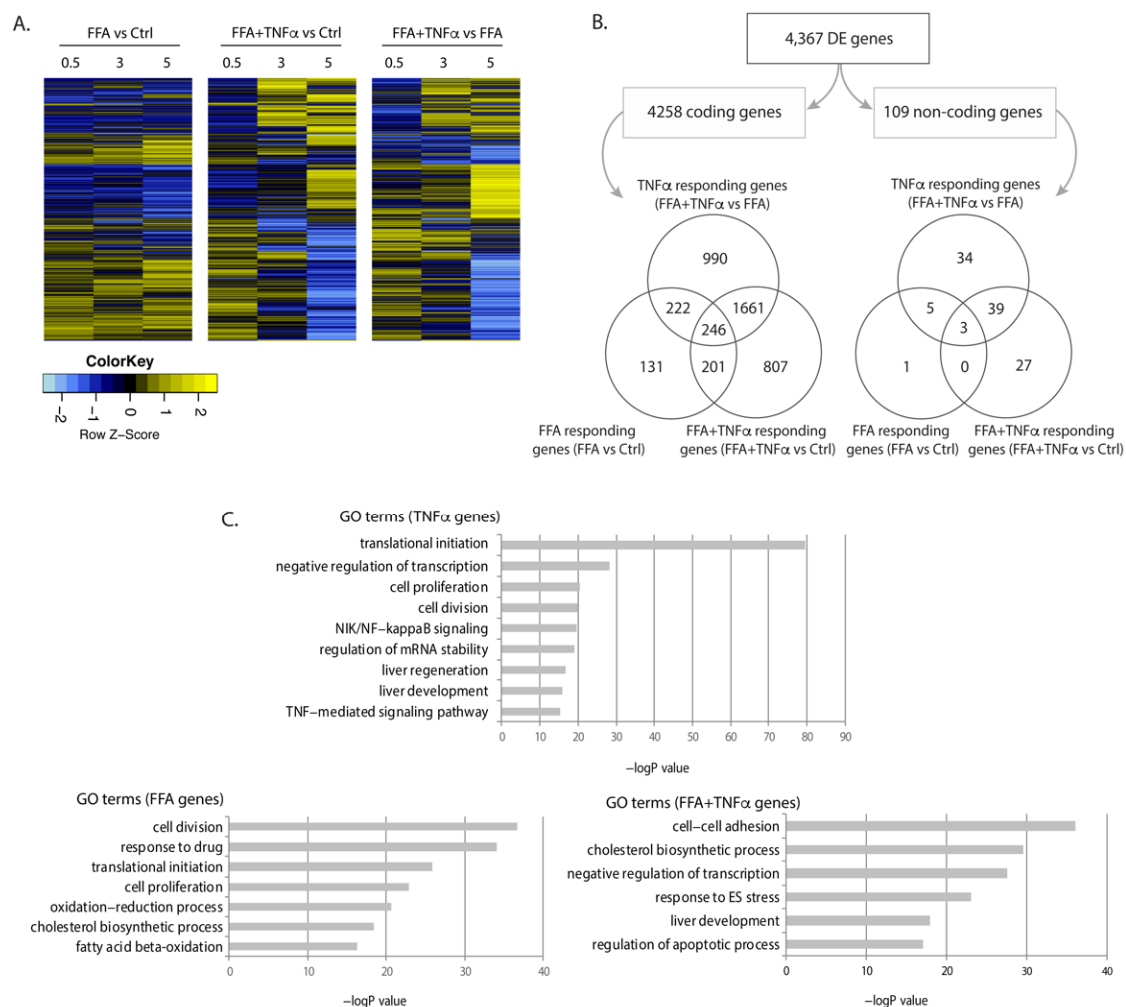 A.
FFA vs Ctrl
FFA+TNFα vs Ctrl
FFA+TNFα vs FFA
0.5 3 5
0.5 3 5
0.5 3 5
ColorKey
-2 -1 0 1 2
Row Z-Score
B.
4,367 DE genes
4258 coding genes
109 non-coding genes
TNFα responding genes
(FFA+TNFα vs FFA)
990
222
1661
246
131
201
807
FFA responding
genes (FFA vs Ctrl)
FFA+TNFα responding
genes (FFA+TNFα vs Ctrl)
TNFα responding genes
(FFA+TNFα vs FFA)
34
5
39
3
1
0
27
FFA responding
genes (FFA vs Ctrl)
FFA+TNFα responding
genes (FFA+TNFα vs Ctrl)
C.
GO terms (TNFα genes)
translational initiation
negative regulation of transcription
cell proliferation
cell division
NIK/NF−kappaB signaling
regulation of mRNA stability
liver regeneration
liver development
TNF−mediated signaling pathway
0 10 20 30 40 50 60 70 80 90
−logP value
GO terms (FFA genes)
cell division
response to drug
translational initiation
cell proliferation
oxidation−reduction process
cholesterol biosynthetic process
fatty acid beta−oxidation
0 10 20 30 40
−logP value
GO terms (FFA+TNFα genes)
cell−cell adhesion
cholesterol biosynthetic process
negative regulation of transcription
response to ES stress
liver development
regulation of apoptotic process
0 10 20 30 40
−logP value